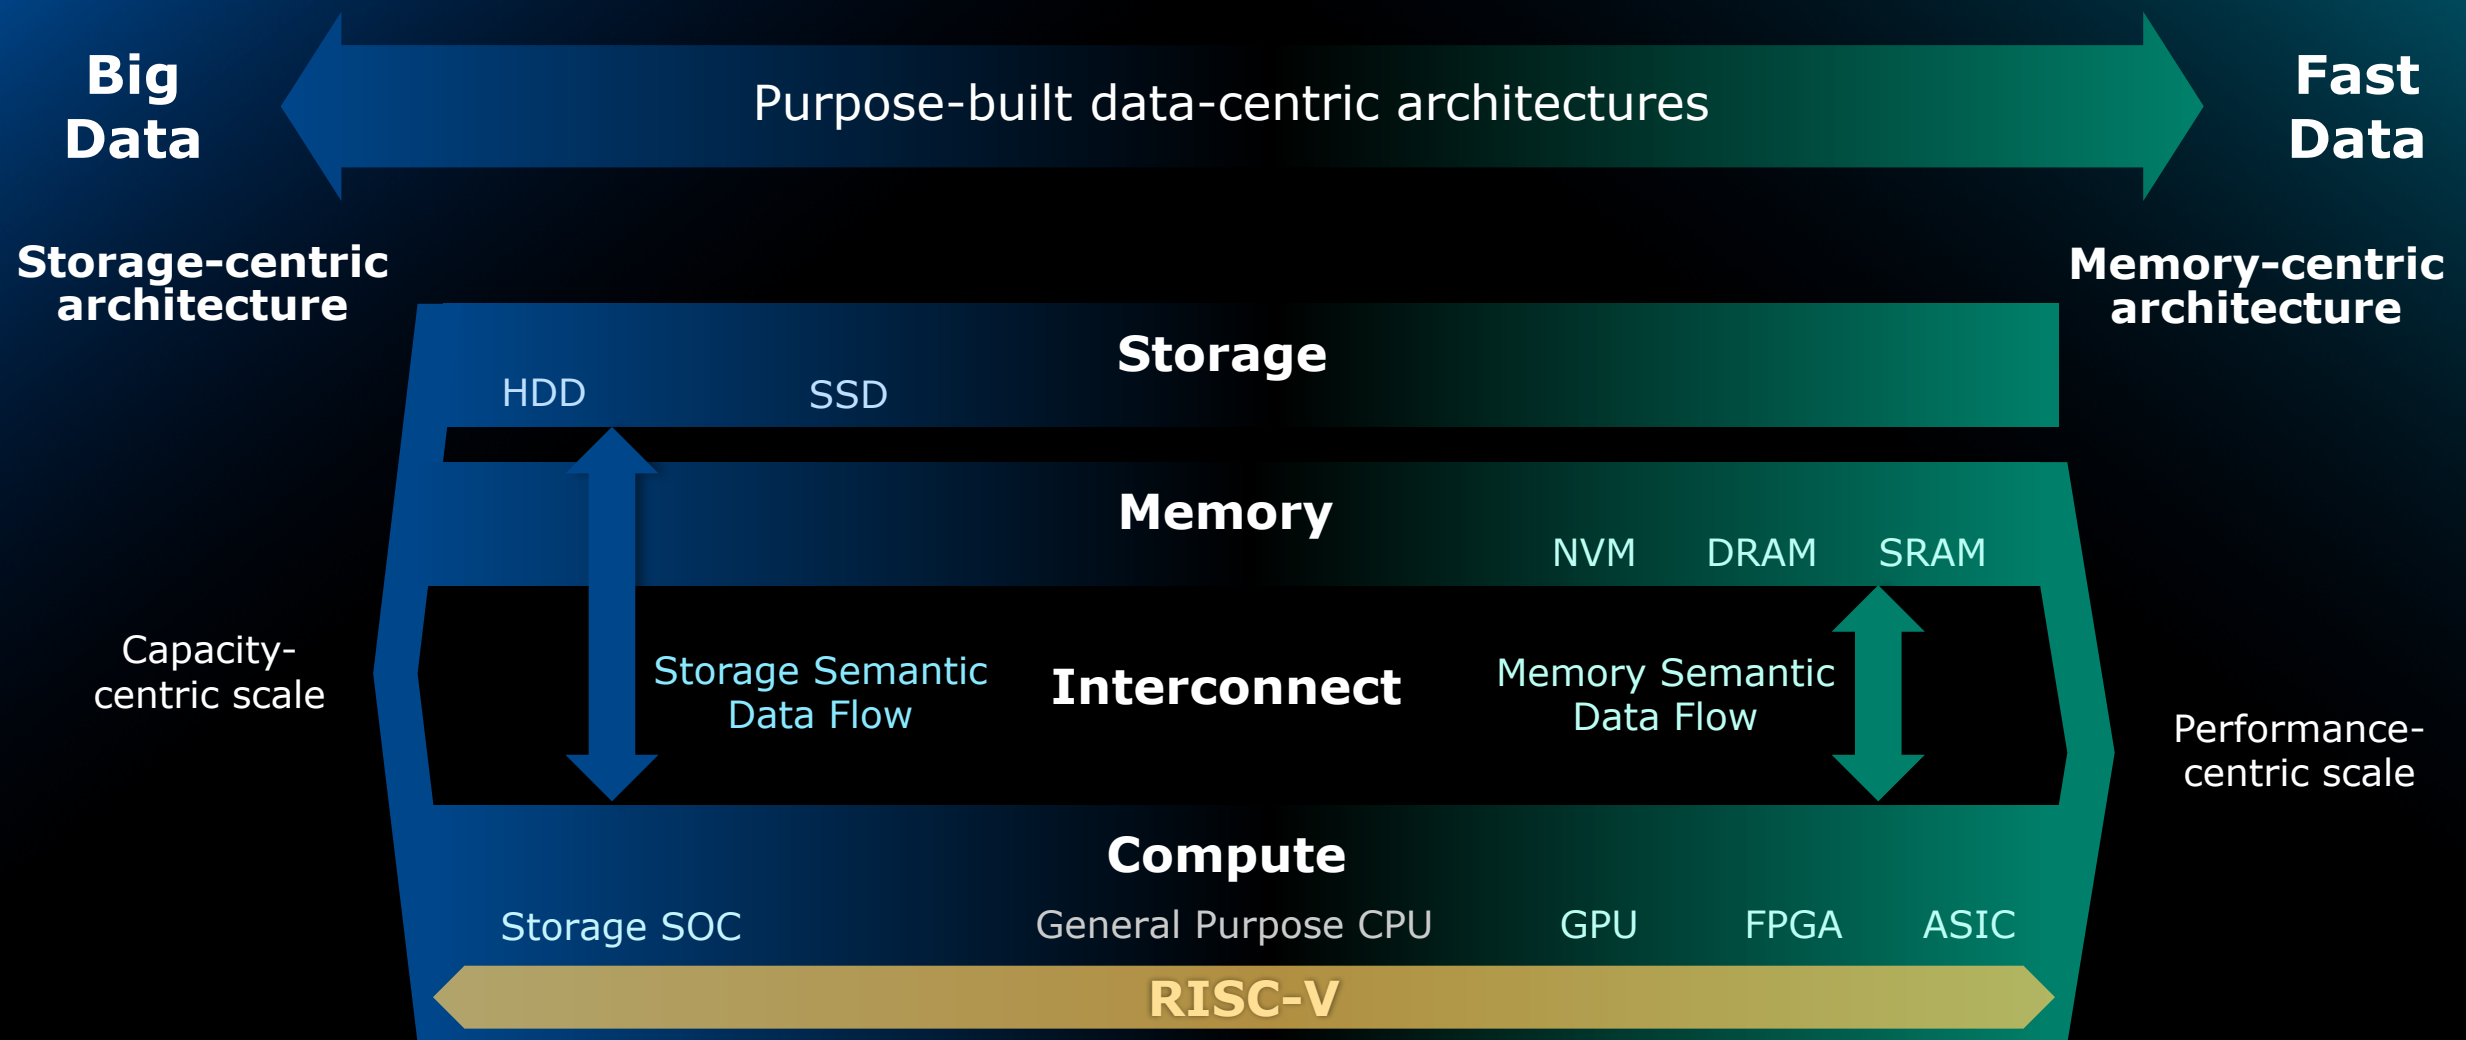 Big
Data
Purpose-built data-centric architectures
Fast
Data
Storage-centric
architecture
Memory-centric
architecture
Storage
HDD
SSD
Memory
NVM
DRAM
SRAM
Capacity-
centric scale
Storage Semantic
Data Flow
Interconnect
Memory Semantic
Data Flow
Performance-
centric scale
Compute
Storage SOC
General Purpose CPU
GPU
FPGA
ASIC
RISC-V